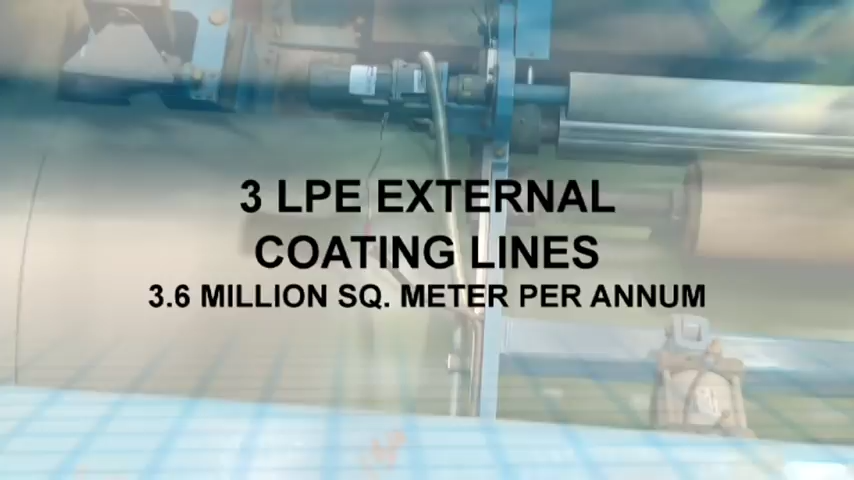 3 LPE EXTERNAL
COATING LINES
3.6 MILLION SQ. METER PER ANNUM